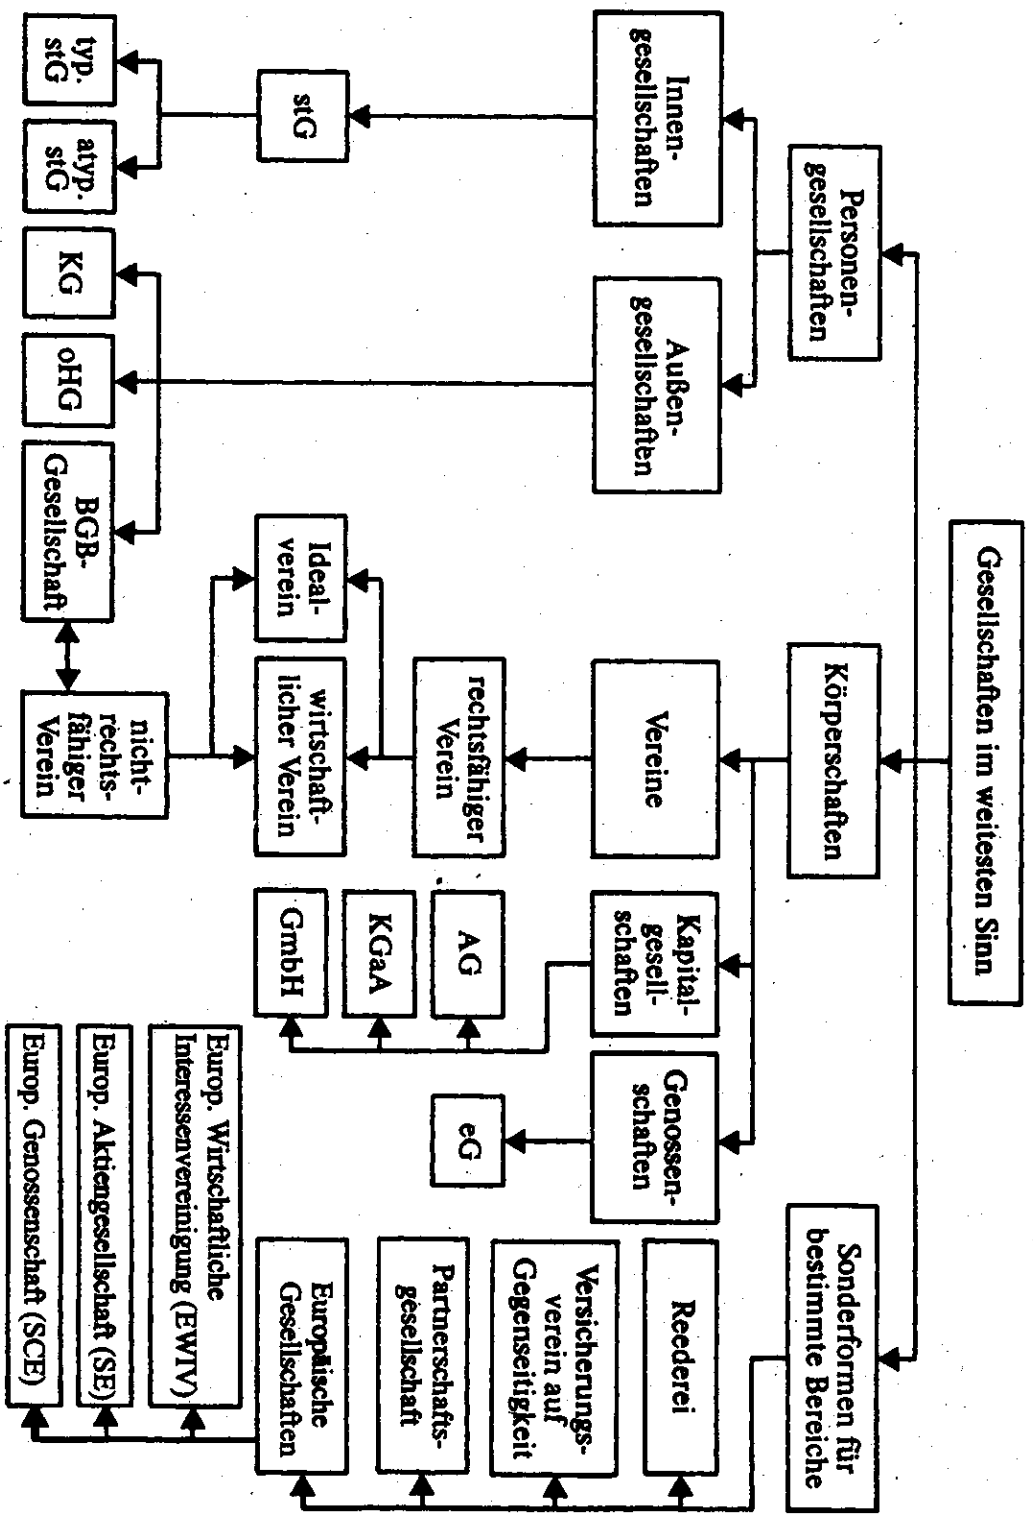 Gesellschaften im weitesten Sinn
Personen-
gesellschaften
Körperschaften
Sonderformen für
bestimmte Bereiche
Innen-
gesellschaften
Außen-
gesellschaften
Vereine
Kapital-
gesell-
schaften
Genossen-
schaften
Reederei
Versicherungs-
verein auf
Gegenseitigkeit
Partnerschafts-
gesellschaft
Europäische
Gesellschaften
rechtsfähiger
Verein
AG
KGaA
GmbH
eG
stG
Ideal-
verein
wirtschaft-
licher Verein
typ.
stG
atyp.
stG
KG
oHG
BGB-
Gesellschaft
nicht-
rechts-
fähiger
Verein
Europ. Wirtschaftliche
Interessenvereinigung (EWIV)
Europ. Aktiengesellschaft (SE)
Europ. Genossenschaft (SCE)